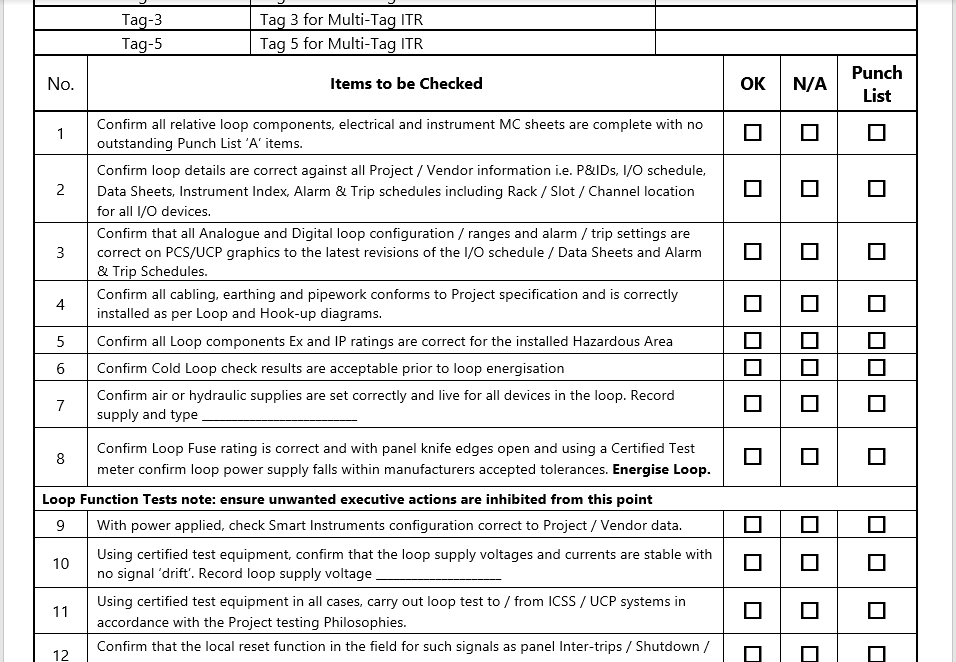 Tag-3 Tag 3 for Multi-Tag ITR
Tag-5 Tag 5 for Multi-Tag ITR
No. Items to be Checked OK N/A Punch List
1 Confirm all relative loop components, electrical and instrument MC sheets are complete with no
outstanding Punch List ‘A’ items.
2 Confirm loop details are correct against all Project / Vendor information i.e. P&IDs, I/O schedule,
Data Sheets, Instrument Index, Alarm & Trip schedules including Rack / Slot / Channel location
for all I/O devices.
3 Confirm that all Analogue and Digital loop configuration / ranges and alarm / trip settings are
correct on PCS/UCP graphics to the latest revisions of the I/O schedule / Data Sheets and Alarm
& Trip Schedules.
4 Confirm all cabling, earthing and pipework conforms to Project specification and is correctly
installed as per Loop and Hook-up diagrams.
5 Confirm all Loop components Ex and IP ratings are correct for the installed Hazardous Area
6 Confirm Cold Loop check results are acceptable prior to loop energisation
7 Confirm air or hydraulic supplies are set correctly and live for all devices in the loop. Record
supply and type _________________________
8 Confirm Loop Fuse rating is correct and with panel knife edges open and using a Certified Test
meter confirm loop power supply falls within manufacturers accepted tolerances. Energise Loop.
Loop Function Tests note: ensure unwanted executive actions are inhibited from this point
9 With power applied, check Smart Instruments configuration correct to Project / Vendor data.
10 Using certified test equipment, confirm that the loop supply voltages and currents are stable with
no signal ‘drift’. Record loop supply voltage ____________________
11 Using certified test equipment in all cases, carry out loop test to / from ICSS / UCP systems in
accordance with the Project testing Philosophies.
12 Confirm that the local reset function in the field for such signals as panel Inter-trips / Shutdown /